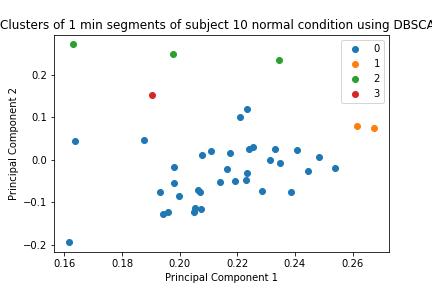 Clusters of 1 min segments of subject 10 normal condition using DBSCA
0
1
2
3
0.2
0.1
0.0
−0.1
−0.2
Principal Component 2
0.16 0.18 0.20 0.22 0.24 0.26
Principal Component 1